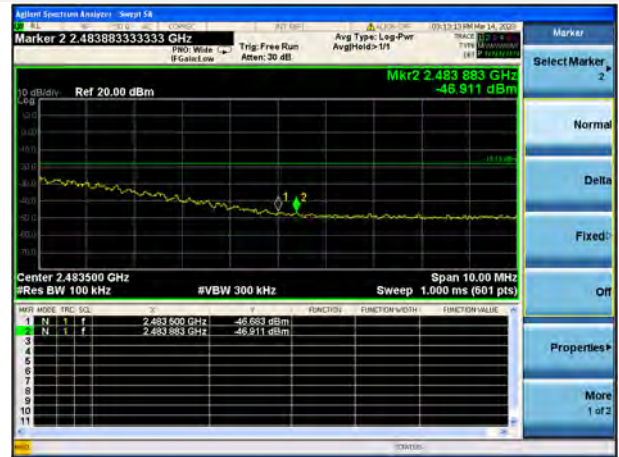 Agilent Spectrum Analyzer - Swept SA
Marker 2 2.483883333333 GHz
PNO: Wide
IFGain:Low
Trig: Free Run
Atten: 30 dB
Avg Type: Log-Pwr
Avg|Hold:>1/1
03:13:13 PM Mar 14, 2023
TRACE
TYPE
DET
Mkr2 2.483 883 GHz
-46.911 dBm
10 dB/div Ref 20.00 dBm
Log
Center 2.483500 GHz
Span 10.00 MHz
#Res BW 100 kHz
#VBW 300 kHz
Sweep 1.000 ms (601 pts)
MKR MODE TRC SCL X Y FUNCTION FUNCTION WIDTH FUNCTION VALUE
1 N 1 f 2.483 500 GHz -46.683 dBm
2 N 1 f 2.483 883 GHz -46.911 dBm
3
4
5
6
7
8
9
10
11
MSG
STATUS
Marker
Select Marker
2
Normal
Delta
Fixed
Off
Properties
More
1 of 2